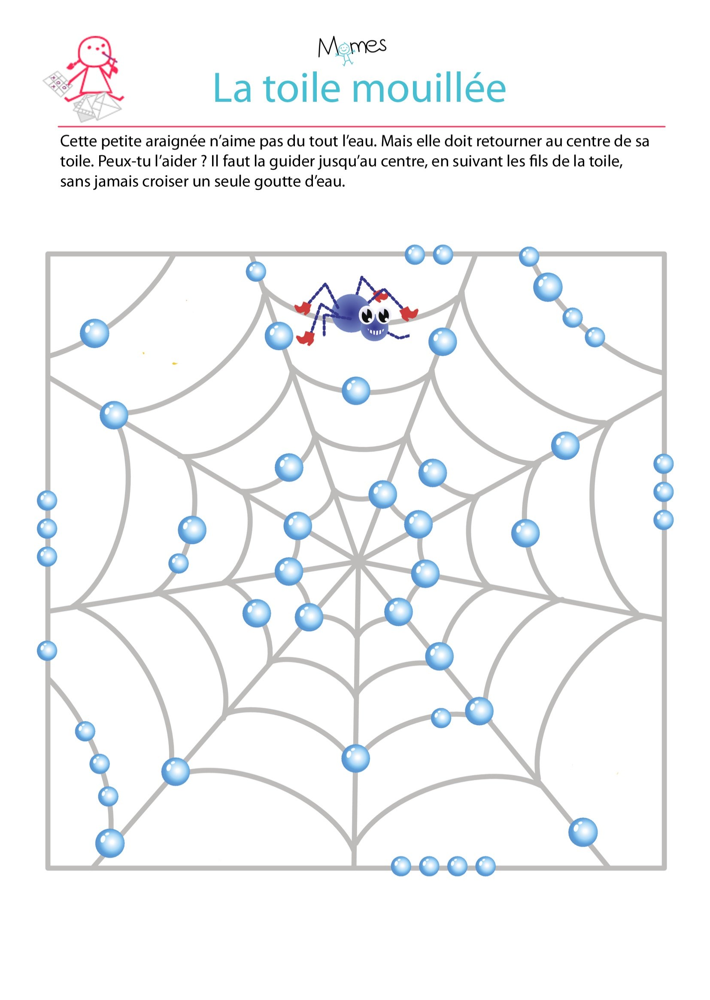 Momes
La toile mouillée
Cette petite araignée n’aime pas du tout l’eau. Mais elle doit retourner au centre de sa
toile. Peux-tu l’aider ? Il faut la guider jusqu’au centre, en suivant les fils de la toile,
sans jamais croiser un seule goutte d’eau.